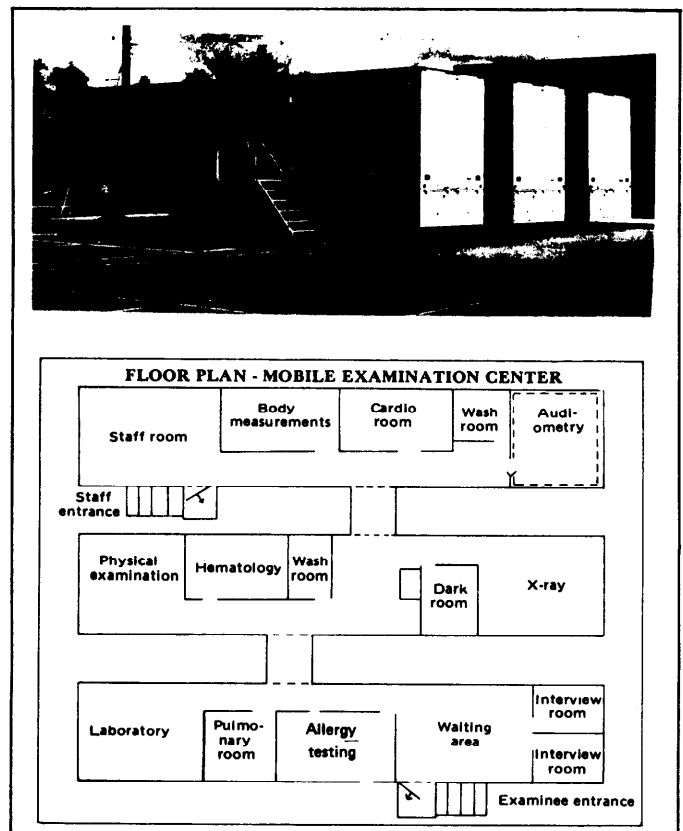 FLOOR PLAN - MOBILE EXAMINATION CENTER
Staff room
Body
measurements
Cardio
room
Wash
room
Audi-
ometry
Staff
entrance
Physical
examination
Hematology
Wash
room
Dark
room
X-ray
Laboratory
Pulmo-
nary
room
Allergy
testing
Waiting
area
Interview
room
Interview
room
Examinee entrance